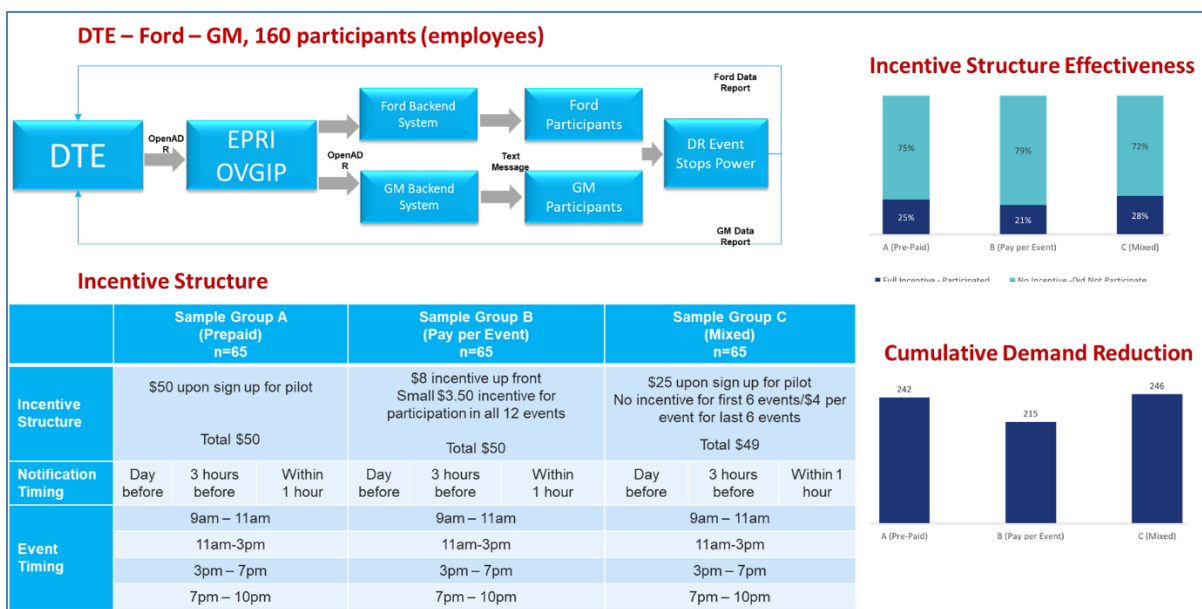 DTE – Ford – GM, 160 participants (employees)
Ford Data
Report
DTE
OpenAD
R
EPRI
OVGIP
OpenAD
R
Ford Backend
System
GM Backend
System
Text
Message
Ford
Participants
GM
Participants
DR Event
Stops Power
GM Data
Report
Incentive Structure Effectiveness
75%
79%
72%
25%
21%
28%
A (Pre-Paid)
B (Pay per Event)
C (Mixed)
Full Incentive - Participated
No Incentive -Did Not Participate
Incentive Structure
Sample Group A
(Prepaid)
n=65
Sample Group B
(Pay per Event)
n=65
Sample Group C
(Mixed)
n=65
Incentive
Structure
$50 upon sign up for pilot
Total $50
$8 incentive up front
Small $3.50 incentive for
participation in all 12 events
Total $50
$25 upon sign up for pilot
No incentive for first 6 events/$4 per
event for last 6 events
Total $49
Notification
Timing
Day
before
3 hours
before
Within
1 hour
Day
before
3 hours
before
Within
1 hour
Day
before
3 hours
before
Within 1
hour
Event
Timing
9am – 11am
9am – 11am
9am – 11am
11am-3pm
11am-3pm
11am-3pm
3pm – 7pm
3pm – 7pm
3pm – 7pm
7pm – 10pm
7pm – 10pm
7pm – 10pm
Cumulative Demand Reduction
242
215
246
A (Pre-Paid)
B (Pay per Event)
C (Mixed)